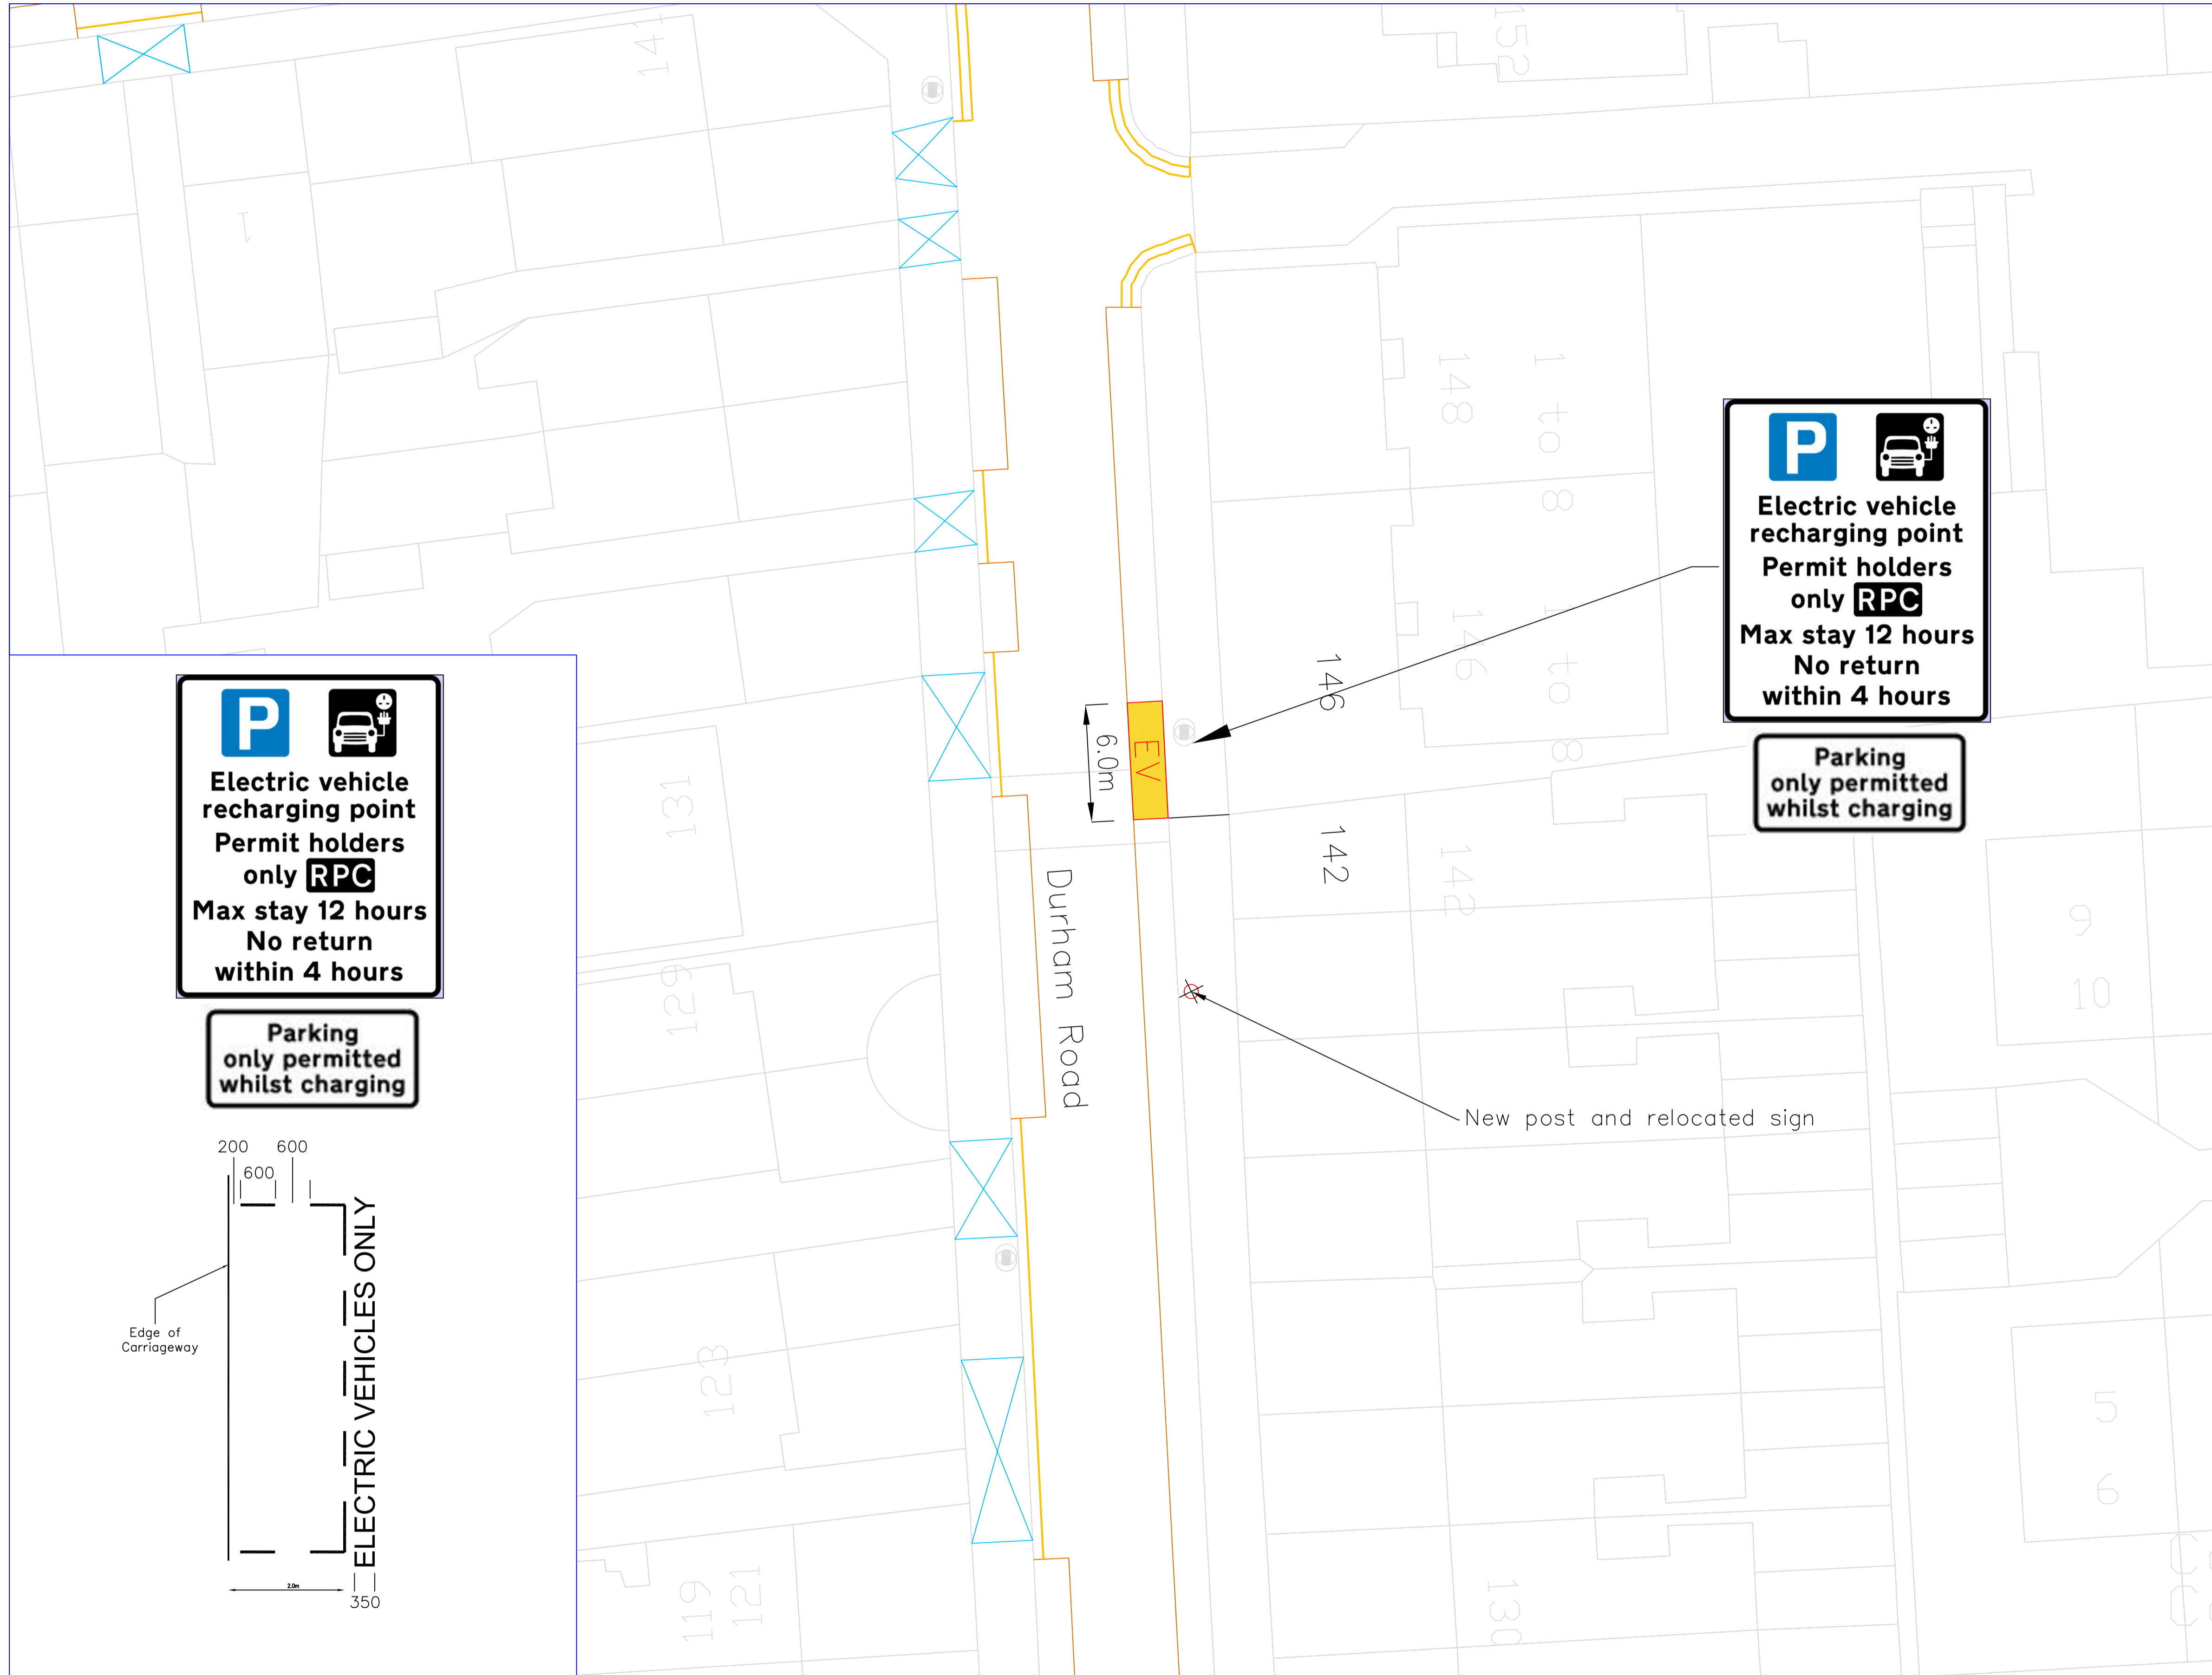 14
152
1
148
1 to 8
146
1 to 8
146
P
Electric vehicle
recharging point
Permit holders
only RPC
Max stay 12 hours
No return
within 4 hours
Parking
only permitted
whilst charging
6.0m
EV
142
142
131
129
Durham Road
9
10
New post and relocated sign
123
5
6
119
121
130
P
Electric vehicle
recharging point
Permit holders
only RPC
Max stay 12 hours
No return
within 4 hours
Parking
only permitted
whilst charging
200
600
600
ELECTRIC VEHICLES ONLY
Edge of
Carriageway
2.0m
350